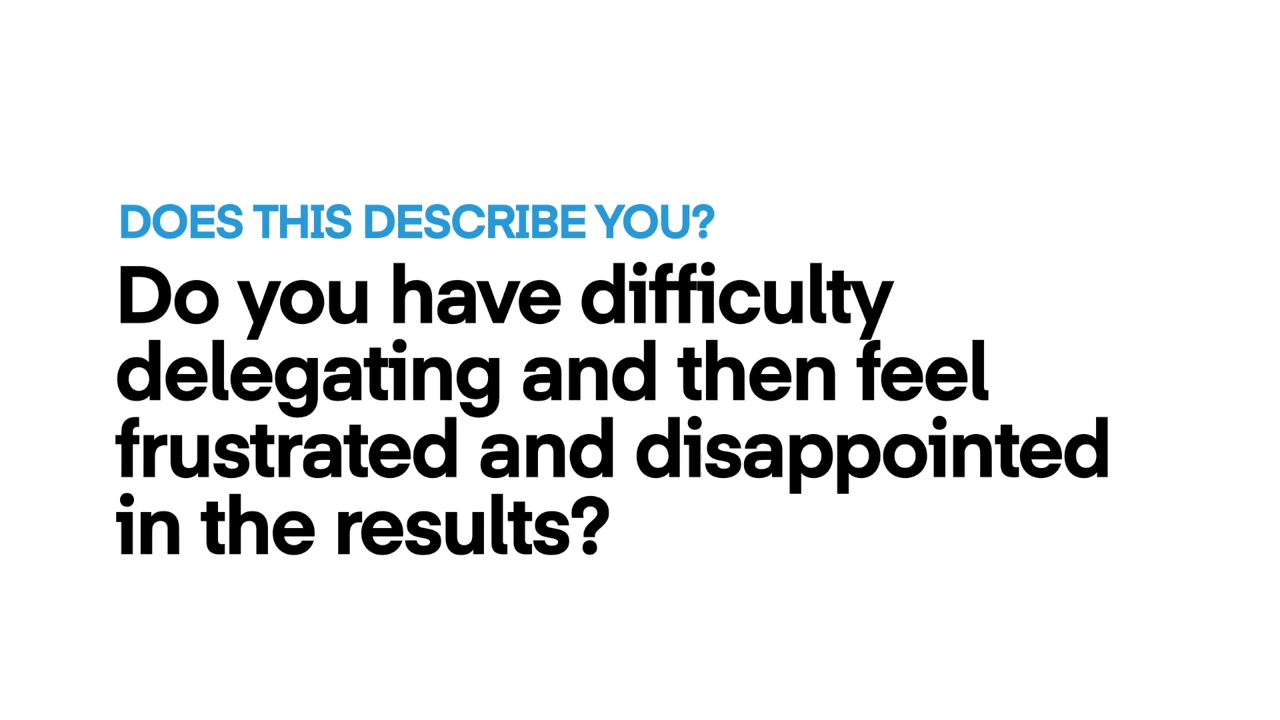 DOES THIS DESCRIBE YOU?
Do you have difficulty
delegating and then feel
frustrated and disappointed
in the results?